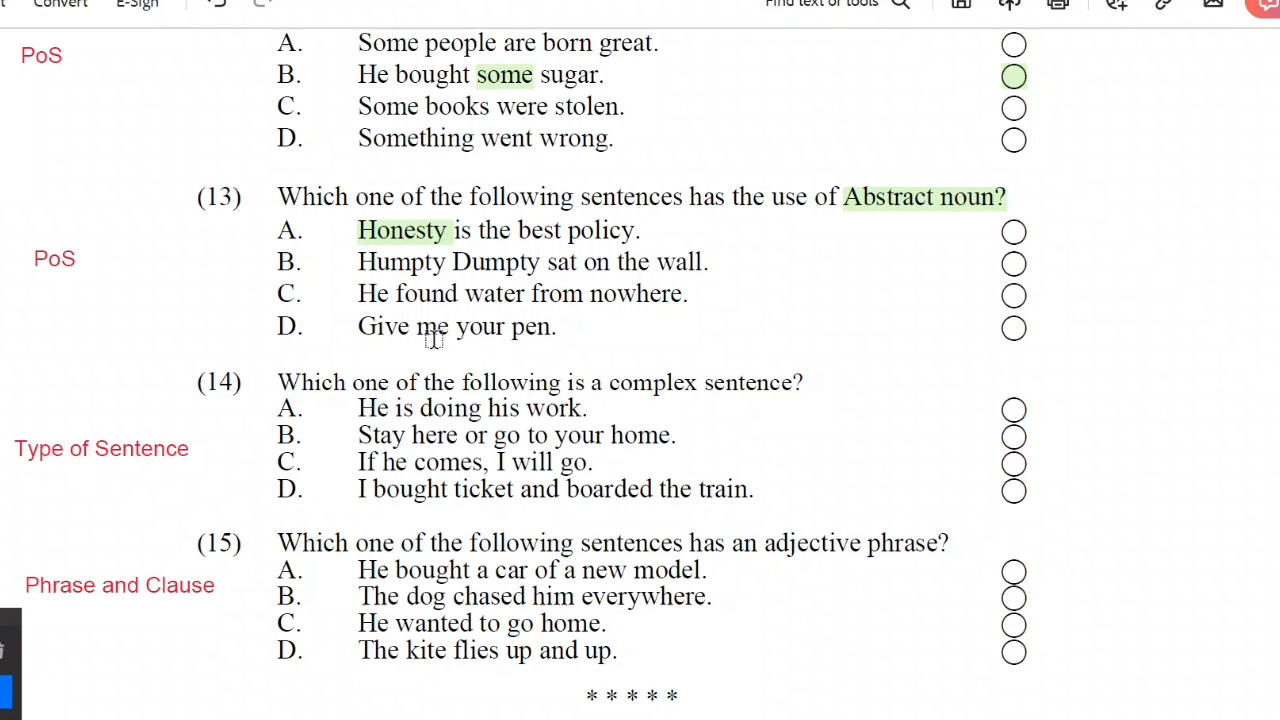 Convert E-Sign Find text or tools
PoS
A. Some people are born great.
B. He bought some sugar.
C. Some books were stolen.
D. Something went wrong.
(13) Which one of the following sentences has the use of Abstract noun?
A. Honesty is the best policy.
PoS
B. Humpty Dumpty sat on the wall.
C. He found water from nowhere.
D. Give me your pen.
(14) Which one of the following is a complex sentence?
A. He is doing his work.
B. Stay here or go to your home.
Type of Sentence
C. If he comes, I will go.
D. I bought ticket and boarded the train.
(15) Which one of the following sentences has an adjective phrase?
A. He bought a car of a new model.
Phrase and Clause
B. The dog chased him everywhere.
C. He wanted to go home.
D. The kite flies up and up.
* * * * *